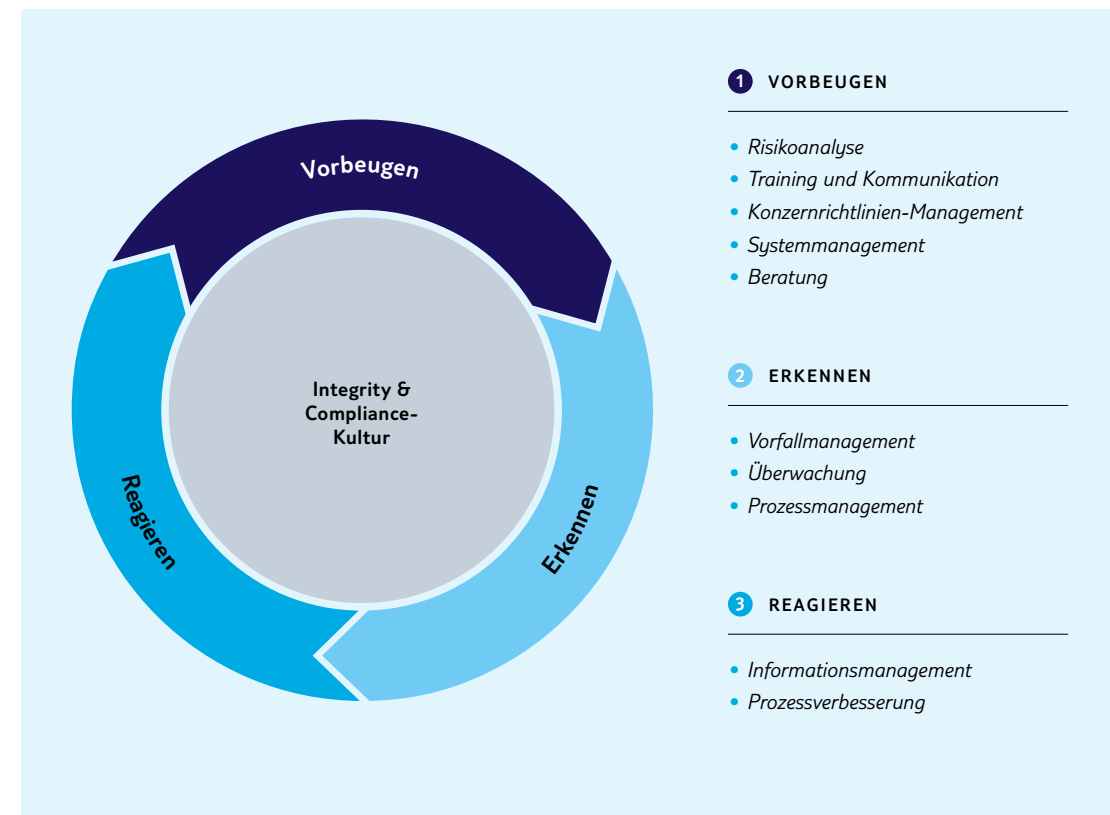 Vorbeugen
Erkennen
Reagieren
Integrity &
Compliance-
Kultur
1 VORBEUGEN
• Risikoanalyse
• Training und Kommunikation
• Konzernrichtlinien-Management
• Systemmanagement
• Beratung
2 ERKENNEN
• Vorfallmanagement
• Überwachung
• Prozessmanagement
3 REAGIEREN
• Informationsmanagement
• Prozessverbesserung